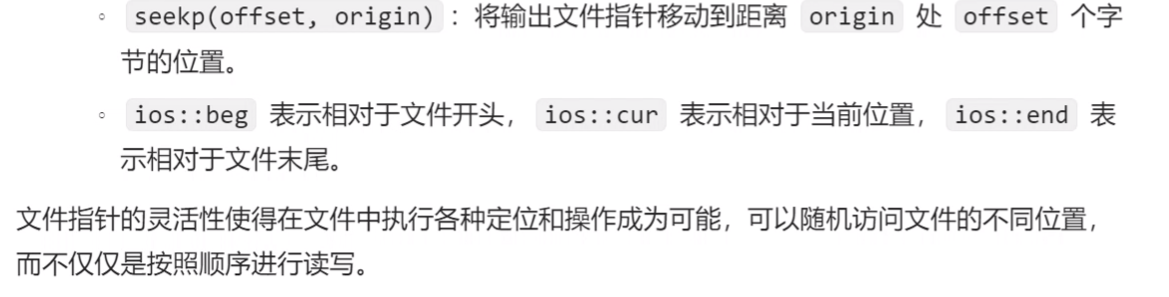 seekp(offset, origin) ：将输出文件指针移动到距离 origin 处 offset 个字
节的位置。
ios::beg 表示相对于文件开头， ios::cur 表示相对于当前位置， ios::end 表
示相对于文件末尾。
文件指针的灵活性使得在文件中执行各种定位和操作成为可能，可以随机访问文件的不同位置，
而不仅仅是按照顺序进行读写。